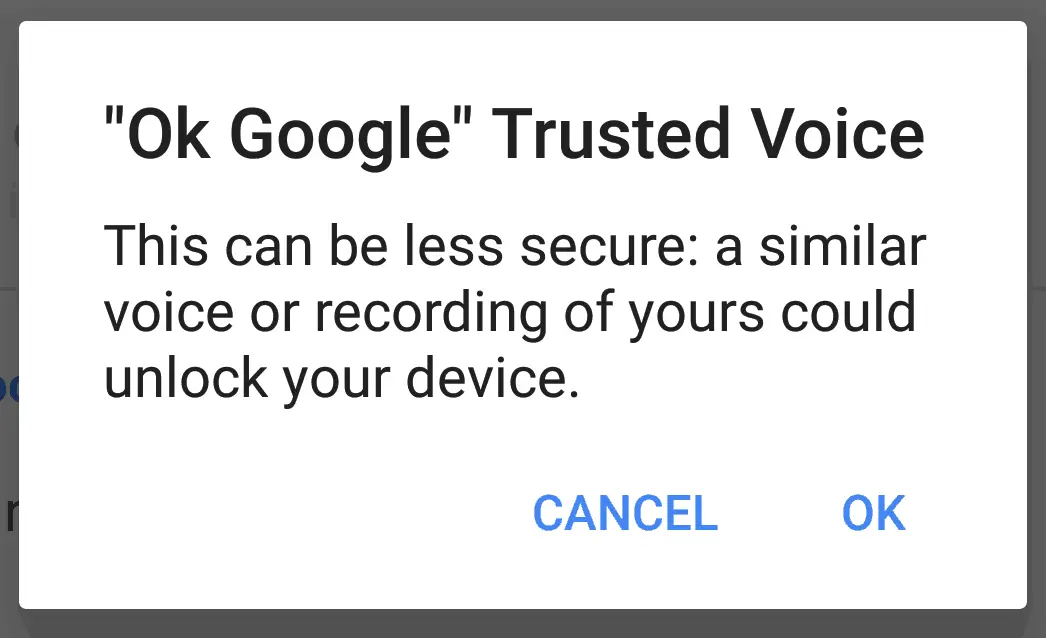 "Ok Google" Trusted Voice
This can be less secure: a similar
voice or recording of yours could
unlock your device.
CANCEL OK